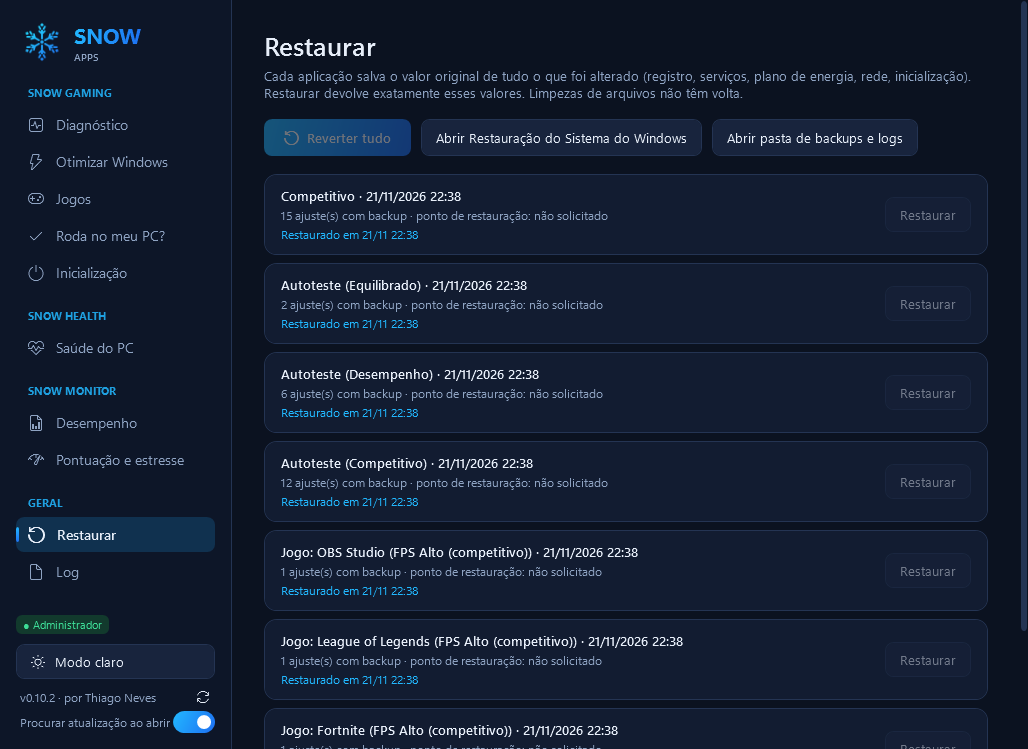 SNOW
APPS
SNOW GAMING
Diagnóstico
Otimizar Windows
Jogos
Roda no meu PC?
Inicialização
SNOW HEALTH
Saúde do PC
SNOW MONITOR
Desempenho
Pontuação e estresse
GERAL
Restaurar
Log
Administrador
Modo claro
v0.10.2 · por Thiago Neves
Procurar atualização ao abrir
Restaurar
Cada aplicação salva o valor original de tudo o que foi alterado (registro, serviços, plano de energia, rede, inicialização).
Restaurar devolve exatamente esses valores. Limpezas de arquivos não têm volta.
Reverter tudo
Abrir Restauração do Sistema do Windows
Abrir pasta de backups e logs
Competitivo · 21/11/2026 22:38
15 ajuste(s) com backup · ponto de restauração: não solicitado
Restaurado em 21/11 22:38
Restaurar
Autoteste (Equilibrado) · 21/11/2026 22:38
2 ajuste(s) com backup · ponto de restauração: não solicitado
Restaurado em 21/11 22:38
Restaurar
Autoteste (Desempenho) · 21/11/2026 22:38
6 ajuste(s) com backup · ponto de restauração: não solicitado
Restaurado em 21/11 22:38
Restaurar
Autoteste (Competitivo) · 21/11/2026 22:38
12 ajuste(s) com backup · ponto de restauração: não solicitado
Restaurado em 21/11 22:38
Restaurar
Jogo: OBS Studio (FPS Alto (competitivo)) · 21/11/2026 22:38
1 ajuste(s) com backup · ponto de restauração: não solicitado
Restaurado em 21/11 22:38
Restaurar
Jogo: League of Legends (FPS Alto (competitivo)) · 21/11/2026 22:38
1 ajuste(s) com backup · ponto de restauração: não solicitado
Restaurado em 21/11 22:38
Restaurar
Jogo: Fortnite (FPS Alto (competitivo)) · 21/11/2026 22:38
1 ajuste(s) com backup · ponto de restauração: não solicitado
Restaurar